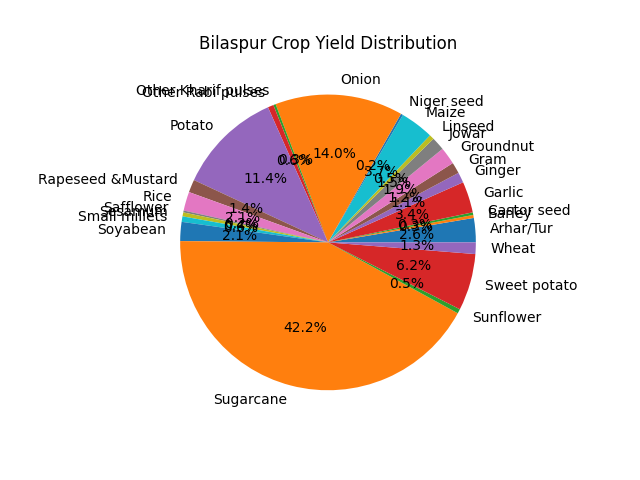 Bilaspur Crop Yield Distribution
Onion
Niger seed
Maize
Linseed
Jowar
Groundnut
Gram
Ginger
Garlic
Castor seed
Barley
Arhar/Tur
Wheat
Sweet potato
Sunflower
Sugarcane
Soyabean
Small millets
Sesamum
Safflower
Rice
Rapeseed &Mustard
Potato
Other Rabi pulses
Other Kharif pulses
14.0%
0.2%
3.7%
1.9%
1.1%
3.4%
2.6%
1.3%
6.2%
0.5%
42.2%
2.1%
2.1%
1.4%
11.4%